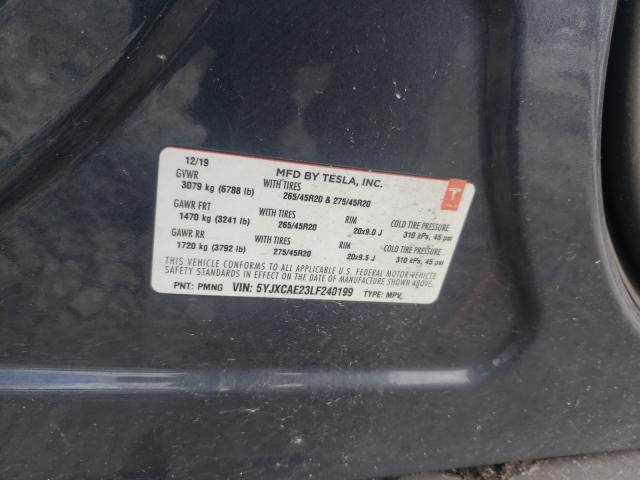 12/19
MFD BY TESLA, INC.
GVWR
3079 kg (6788 lb)
WITH TIRES
265/45R20 & 275/45R20
GAWR FRT
1470 kg (3241 lb)
WITH TIRES
265/45R20
RIM
20x9.0 J
COLD TIRE PRESSURE
310 kPs, 45 psi
GAWR RR
1720 kg (3792 lb)
WITH TIRES
275/45R20
RIM
20x9.5 J
COLD TIRE PRESSURE
310 kPs, 45 psi
THIS VEHICLE CONFORMS TO ALL APPLICABLE U.S. FEDERAL MOTOR VEHICLE
SAFETY STANDARDS IN EFFECT ON THE DATE OF MANUFACTURE SHOWN ABOVE.
PNT: PMNG VIN: 5YJXCAE23LF240199 TYPE: MPV